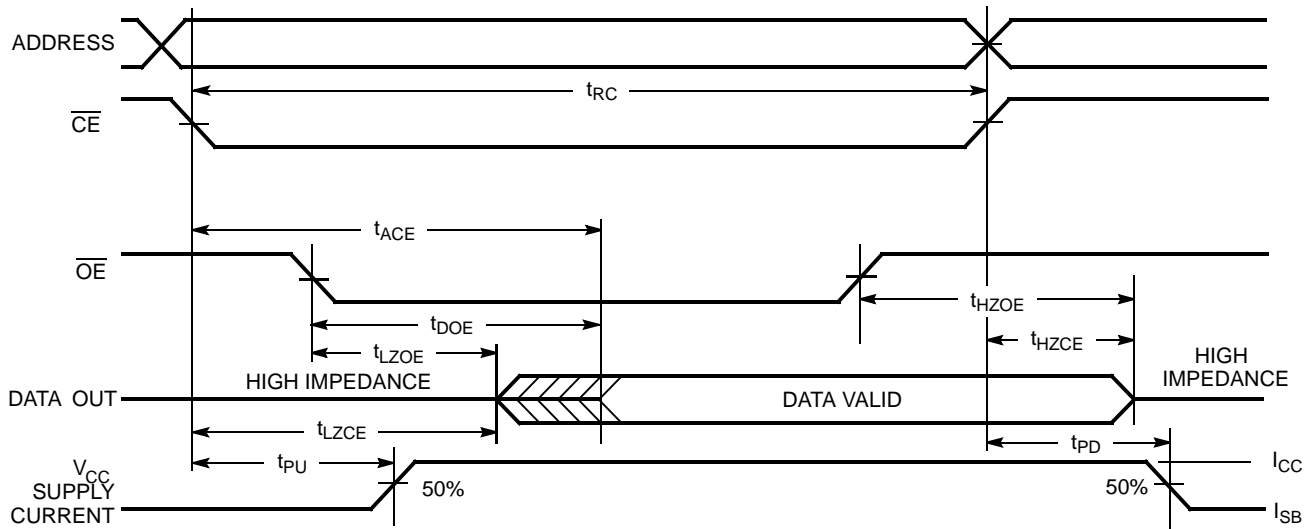 ADDRESS
tRC
CE
tACE
OE
tHZOE
tDOE
tHZCE
tLZOE
HIGH IMPEDANCE
HIGH
IMPEDANCE
DATA OUT
DATA VALID
tLZCE
tPD
tPU
VCC
SUPPLY
CURRENT
50%
50%
ICC
ISB